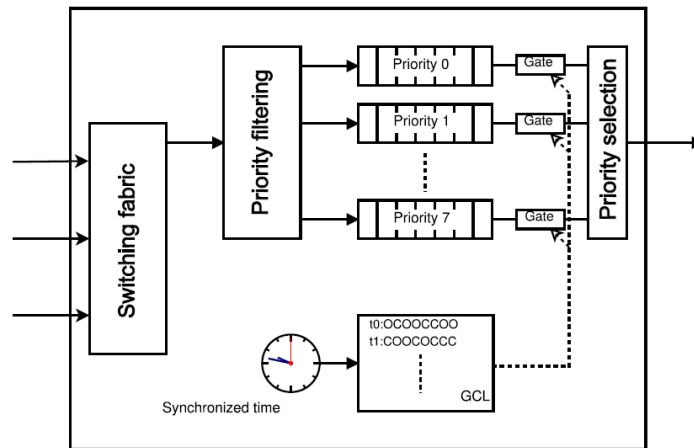 Switching fabric
Priority filtering
Priority 0
Gate
Priority 1
Gate
Priority 7
Gate
Priority selection
Synchronized time
t0:OCOOCCOO
t1:COOCOCCC
GCL